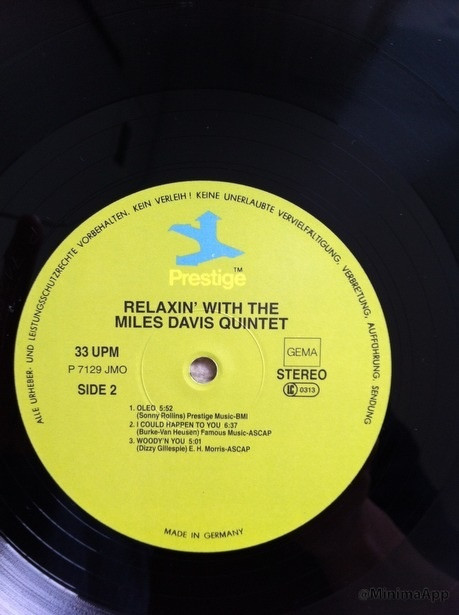 ALLE URHEBER- UND LEISTUNGSSCHUTZRECHTE VORBEHALTEN. KEIN VERLEIH! KEINE UNERLAUBTE VERVIELFÄLTIGUNG, VERBREITUNG, AUFFÜHRUNG, SENDUNG
Prestige™
RELAXIN' WITH THE
MILES DAVIS QUINTET
33 UPM
P 7129 JMO
SIDE 2
GEMA
STEREO
LC 0313
1. OLEO 5:52
(Sonny Rollins) Prestige Music-BMI
2. I COULD HAPPEN TO YOU 6:37
(Burke-Van Heusen) Famous Music-ASCAP
3. WOODY'N YOU 5:01
(Dizzy Gillespie) E. H. Morris-ASCAP
MADE IN GERMANY
@MinimaApp